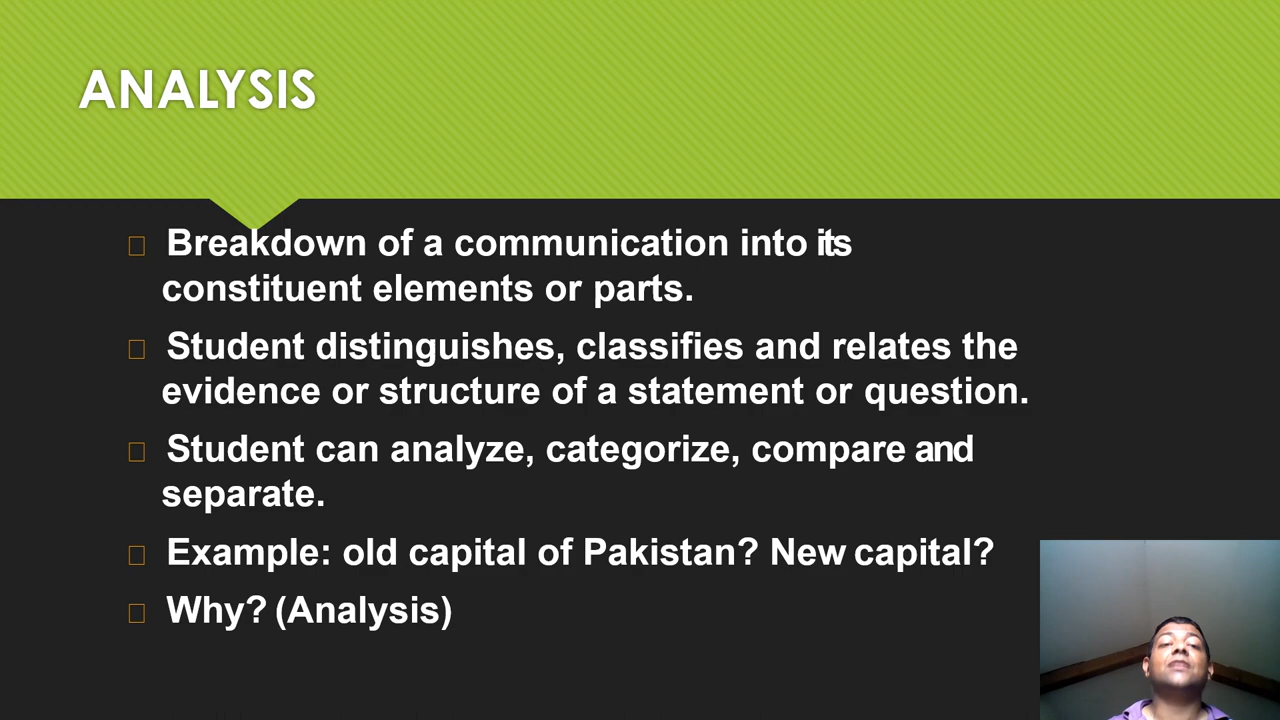 ANALYSIS
Breakdown of a communication into its
constituent elements or parts.
Student distinguishes, classifies and relates the
evidence or structure of a statement or question.
Student can analyze, categorize, compare and
separate.
Example: old capital of Pakistan? New capital?
Why? (Analysis)